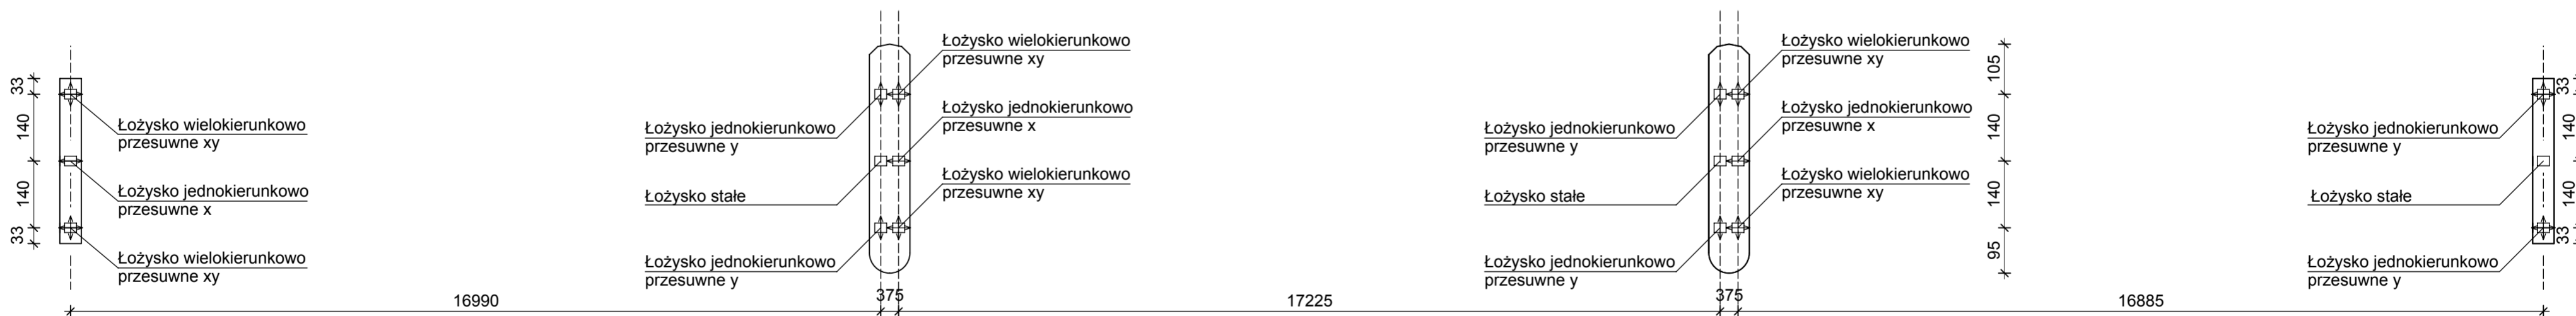 33
140
140
33
Łożysko wielokierunkowo
przesuwne xy
Łożysko jednokierunkowo
przesuwne x
Łożysko wielokierunkowo
przesuwne xy
Łożysko jednokierunkowo
przesuwne y
Łożysko stałe
Łożysko jednokierunkowo
przesuwne y
Łożysko wielokierunkowo
przesuwne xy
Łożysko jednokierunkowo
przesuwne x
Łożysko wielokierunkowo
przesuwne xy
Łożysko jednokierunkowo
przesuwne y
Łożysko stałe
Łożysko jednokierunkowo
przesuwne y
Łożysko wielokierunkowo
przesuwne xy
Łożysko jednokierunkowo
przesuwne x
Łożysko wielokierunkowo
przesuwne xy
105
140
140
95
Łożysko jednokierunkowo
przesuwne y
Łożysko stałe
Łożysko jednokierunkowo
przesuwne y
33
140
140
33
16990
375
17225
375
16885